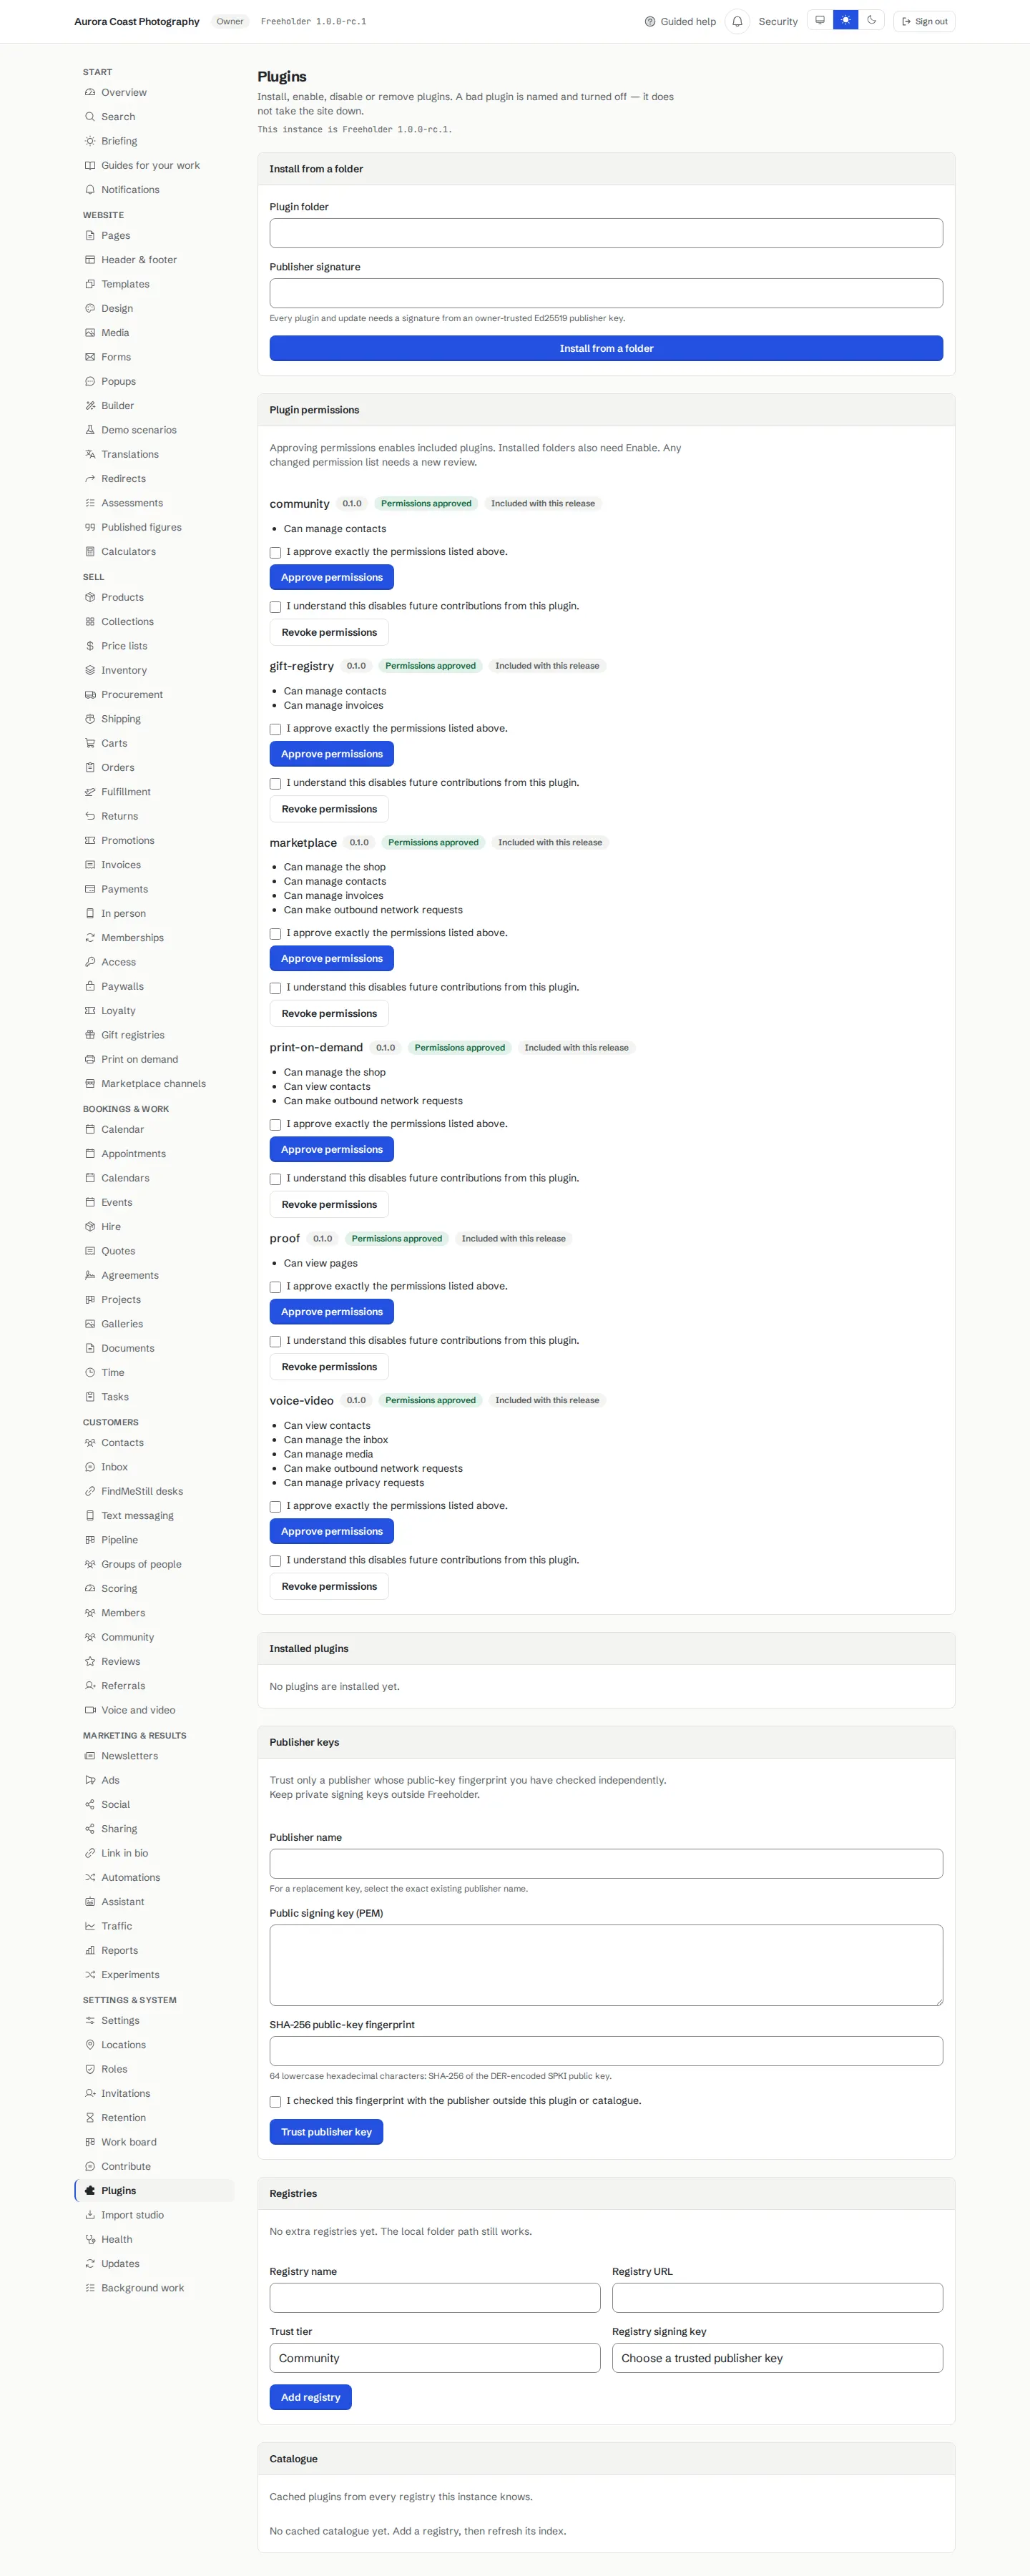 Aurora Coast Photography
Owner
Freeholder 1.0.0-rc.1
Guided help
Security
Sign out
START
Overview
Search
Briefing
Guides for your work
Notifications
WEBSITE
Pages
Header & footer
Templates
Design
Media
Forms
Popups
Builder
Demo scenarios
Translations
Redirects
Assessments
Published figures
Calculators
SELL
Products
Collections
Price lists
Inventory
Procurement
Shipping
Carts
Orders
Fulfillment
Returns
Promotions
Invoices
Payments
In person
Memberships
Access
Paywalls
Loyalty
Gift registries
Print on demand
Marketplace channels
BOOKINGS & WORK
Calendar
Appointments
Calendars
Events
Hire
Quotes
Agreements
Projects
Galleries
Documents
Time
Tasks
CUSTOMERS
Contacts
Inbox
FindMeStill desks
Text messaging
Pipeline
Groups of people
Scoring
Members
Community
Reviews
Referrals
Voice and video
MARKETING & RESULTS
Newsletters
Ads
Social
Sharing
Link in bio
Automations
Assistant
Traffic
Reports
Experiments
SETTINGS & SYSTEM
Settings
Locations
Roles
Invitations
Retention
Work board
Contribute
Plugins
Import studio
Health
Updates
Background work
Plugins
Install, enable, disable or remove plugins. A bad plugin is named and turned off — it does
not take the site down.
This instance is Freeholder 1.0.0-rc.1.
Install from a folder
Plugin folder
Publisher signature
Every plugin and update needs a signature from an owner-trusted Ed25519 publisher key.
Install from a folder
Plugin permissions
Approving permissions enables included plugins. Installed folders also need Enable. Any
changed permission list needs a new review.
community 0.1.0 Permissions approved Included with this release
• Can manage contacts
I approve exactly the permissions listed above.
Approve permissions
I understand this disables future contributions from this plugin.
Revoke permissions
gift-registry 0.1.0 Permissions approved Included with this release
• Can manage contacts
• Can manage invoices
I approve exactly the permissions listed above.
Approve permissions
I understand this disables future contributions from this plugin.
Revoke permissions
marketplace 0.1.0 Permissions approved Included with this release
• Can manage the shop
• Can manage contacts
• Can manage invoices
• Can make outbound network requests
I approve exactly the permissions listed above.
Approve permissions
I understand this disables future contributions from this plugin.
Revoke permissions
print-on-demand 0.1.0 Permissions approved Included with this release
• Can manage the shop
• Can view contacts
• Can make outbound network requests
I approve exactly the permissions listed above.
Approve permissions
I understand this disables future contributions from this plugin.
Revoke permissions
proof 0.1.0 Permissions approved Included with this release
• Can view pages
I approve exactly the permissions listed above.
Approve permissions
I understand this disables future contributions from this plugin.
Revoke permissions
voice-video 0.1.0 Permissions approved Included with this release
• Can view contacts
• Can manage the inbox
• Can manage media
• Can make outbound network requests
• Can manage privacy requests
I approve exactly the permissions listed above.
Approve permissions
I understand this disables future contributions from this plugin.
Revoke permissions
Installed plugins
No plugins are installed yet.
Publisher keys
Trust only a publisher whose public-key fingerprint you have checked independently.
Keep private signing keys outside Freeholder.
Publisher name
For a replacement key, select the exact existing publisher name.
Public signing key (PEM)
SHA-256 public-key fingerprint
64 lowercase hexadecimal characters: SHA-256 of the DER-encoded SPKI public key.
I checked this fingerprint with the publisher outside this plugin or catalogue.
Trust publisher key
Registries
No extra registries yet. The local folder path still works.
Registry name
Registry URL
Trust tier
Registry signing key
Community
Choose a trusted publisher key
Add registry
Catalogue
Cached plugins from every registry this instance knows.
No cached catalogue yet. Add a registry, then refresh its index.